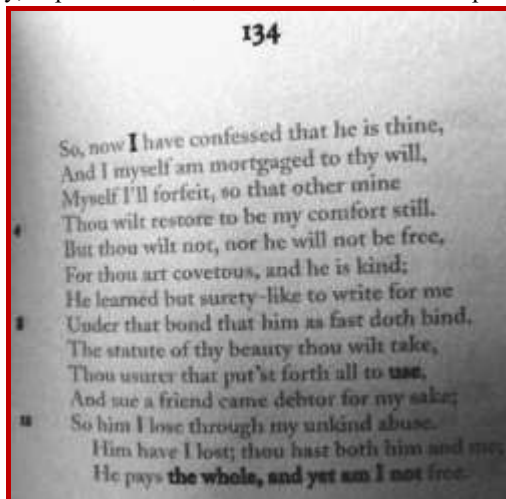 134
So, now I have confessed that he is thine,
And I myself am mortgaged to thy will,
Myself I'll forfeit, so that other mine
4 Thou wilt restore to be my comfort still.
But thou wilt not, nor he will not be free,
For thou art covetous, and he is kind;
He learned but surety-like to write for me
8 Under that bond that him as fast doth bind.
The statute of thy beauty thou wilt take,
Thou usurer that put'st forth all to use,
And sue a friend came debtor for my sake;
12 So him I lose through my unkind abuse.
Him have I lost; thou hast both him and me;
He pays the whole, and yet am I not free.